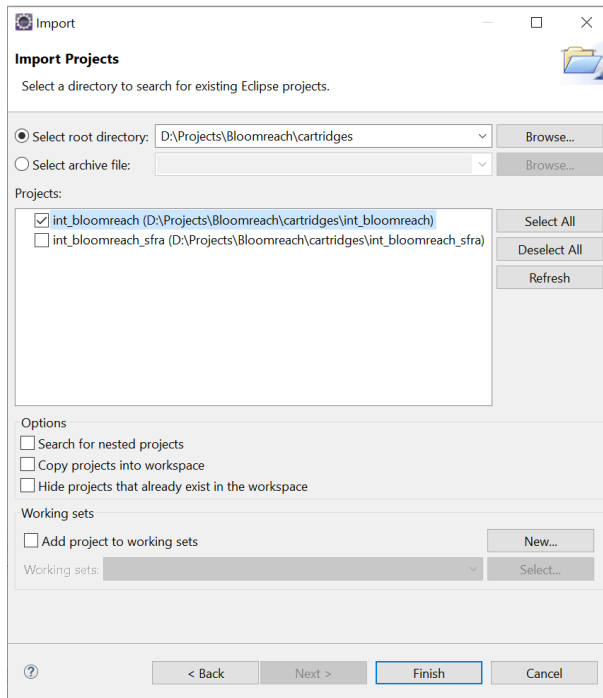 Import
Import Projects
Select a directory to search for existing Eclipse projects.
Select root directory: D:\Projects\Bloomreach\cartridges Browse...
Select archive file: Browse...
Projects:
int_bloomreach (D:\Projects\Bloomreach\cartridges\int_bloomreach) Select All
int_bloomreach_sfra (D:\Projects\Bloomreach\cartridges\int_bloomreach_sfra)
Deselect All
Refresh
Options
Search for nested projects
Copy projects into workspace
Hide projects that already exist in the workspace
Working sets
Add project to working sets New...
Working sets: Select...
? < Back Next > Finish Cancel